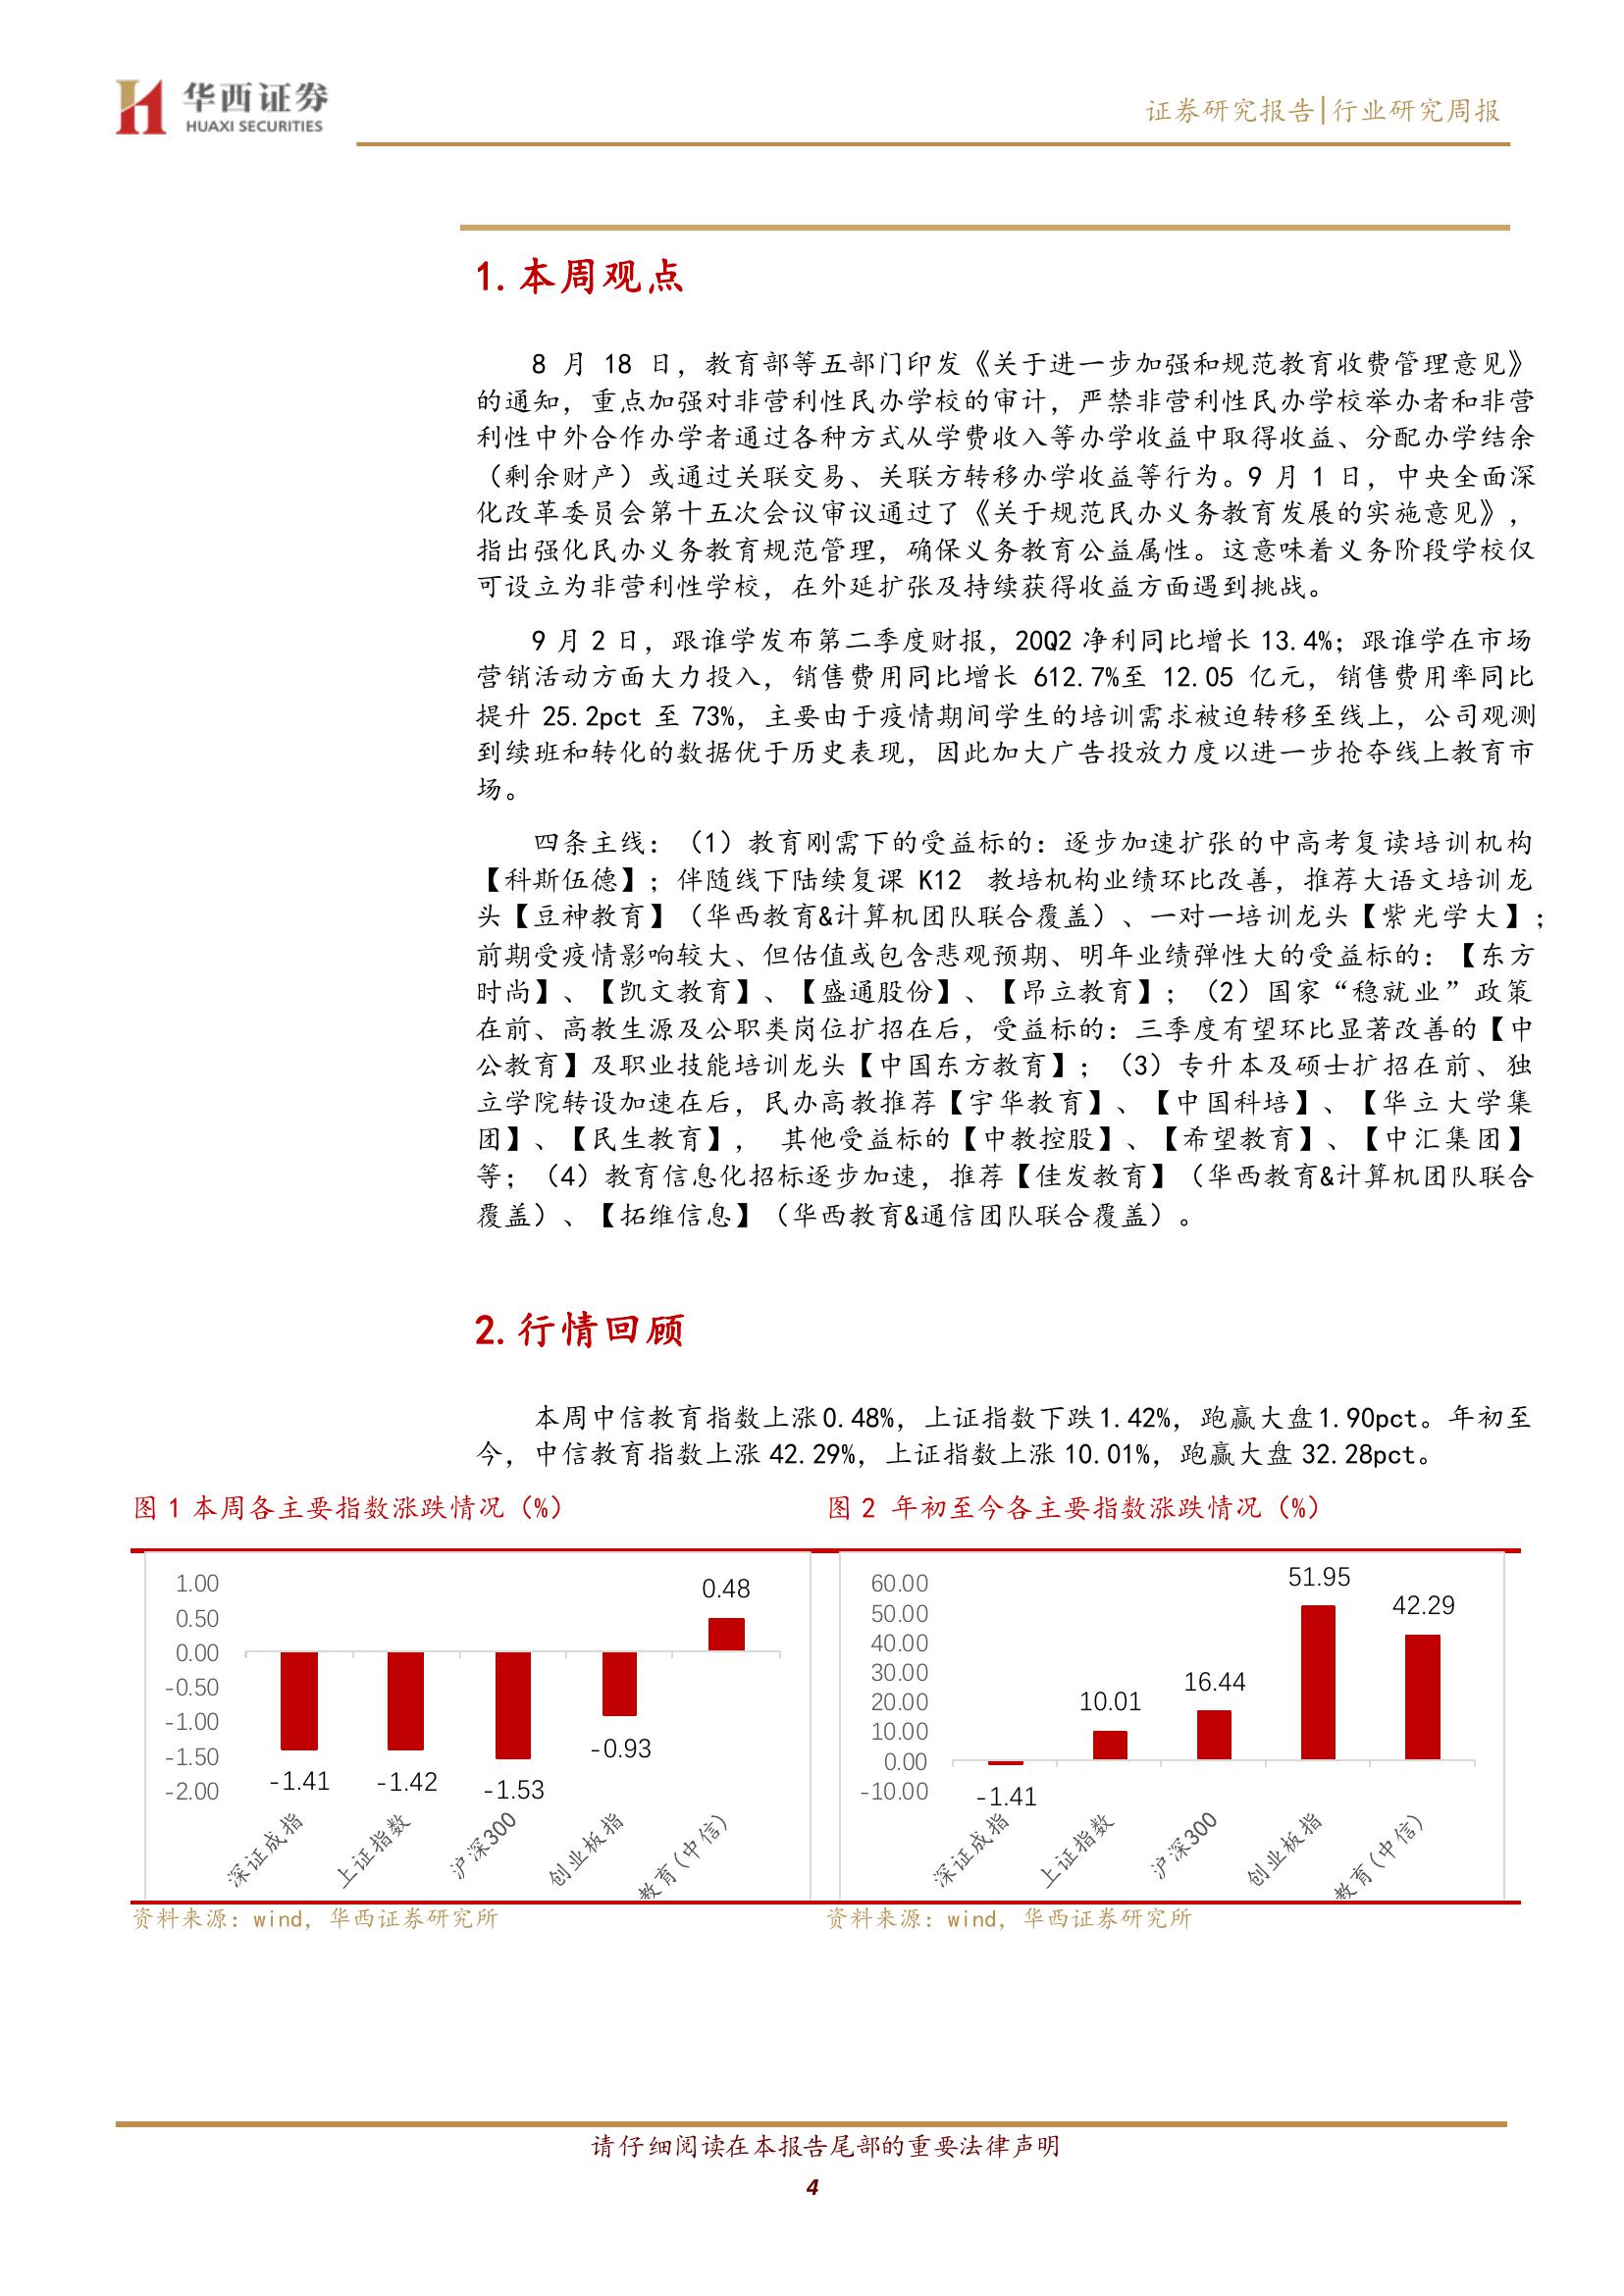 华西证券
HUAXI SECURITIES
证券研究报告|行业研究周报
1. 本周观点
8 月 18 日，教育部等五部门印发《关于进一步加强和规范教育收费管理意见》
的通知，重点加强对非营利性民办学校的审计，严禁非营利性民办学校举办者和非营
利性中外合作办学者通过各种方式从学费收入等办学收益中取得收益、分配办学结余
（剩余财产）或通过关联交易、关联方转移办学收益等行为。9 月 1 日，中央全面深
化改革委员会第十五次会议审议通过了《关于规范民办义务教育发展的实施意见》，
指出强化民办义务教育规范管理，确保义务教育公益属性。这意味着义务阶段学校仅
可设立为非营利性学校，在外延扩张及持续获得收益方面遇到挑战。
9 月 2 日，跟谁学发布第二季度财报，20Q2 净利同比增长 13.4%；跟谁学在市场
营销活动方面大力投入，销售费用同比增长 612.7%至 12.05 亿元，销售费用率同比
提升 25.2pct 至 73%，主要由于疫情期间学生的培训需求被迫转移至线上，公司观测
到续班和转化的数据优于历史表现，因此加大广告投放力度以进一步抢夺线上教育市
场。
四条主线：（1）教育刚需下的受益标的：逐步加速扩张的中高考复读培训机构
【科斯伍德】；伴随线下陆续复课 K12 教培机构业绩环比改善，推荐大语文培训龙
头【豆神教育】（华西教育&计算机团队联合覆盖）、一对一培训龙头【紫光学大】；
前期受疫情影响较大、但估值或包含悲观预期、明年业绩弹性大的受益标的：【东方
时尚】、【凯文教育】、【盛通股份】、【昂立教育】；（2）国家“稳就业”政策
在前、高教生源及公职类岗位扩招在后，受益标的：三季度有望环比显著改善的【中
公教育】及职业技能培训龙头【中国东方教育】；（3）专升本及硕士扩招在前、独
立学院转设加速在后，民办高教推荐【宇华教育】、【中国科培】、【华立大学集
团】、【民生教育】， 其他受益标的【中教控股】、【希望教育】、【中汇集团】
等；（4）教育信息化招标逐步加速，推荐【佳发教育】（华西教育&计算机团队联合
覆盖）、【拓维信息】（华西教育&通信团队联合覆盖）。
2. 行情回顾
本周中信教育指数上涨0.48%，上证指数下跌1.42%，跑赢大盘1.90pct。年初至
今，中信教育指数上涨 42.29%，上证指数上涨 10.01%，跑赢大盘 32.28pct。
图 1 本周各主要指数涨跌情况（%）
1.00
0.50
0.00
-0.50
-1.00
-1.50
-2.00
-1.41
-1.42
-1.53
-0.93
0.48
深证成指
上证指数
沪深300
创业板指
教育(中信)
资料来源：wind，华西证券研究所
图 2 年初至今各主要指数涨跌情况（%）
60.00
50.00
40.00
30.00
20.00
10.00
0.00
-10.00
-1.41
10.01
16.44
51.95
42.29
深证成指
上证指数
沪深300
创业板指
教育(中信)
资料来源：wind，华西证券研究所
请仔细阅读在本报告尾部的重要法律声明
4